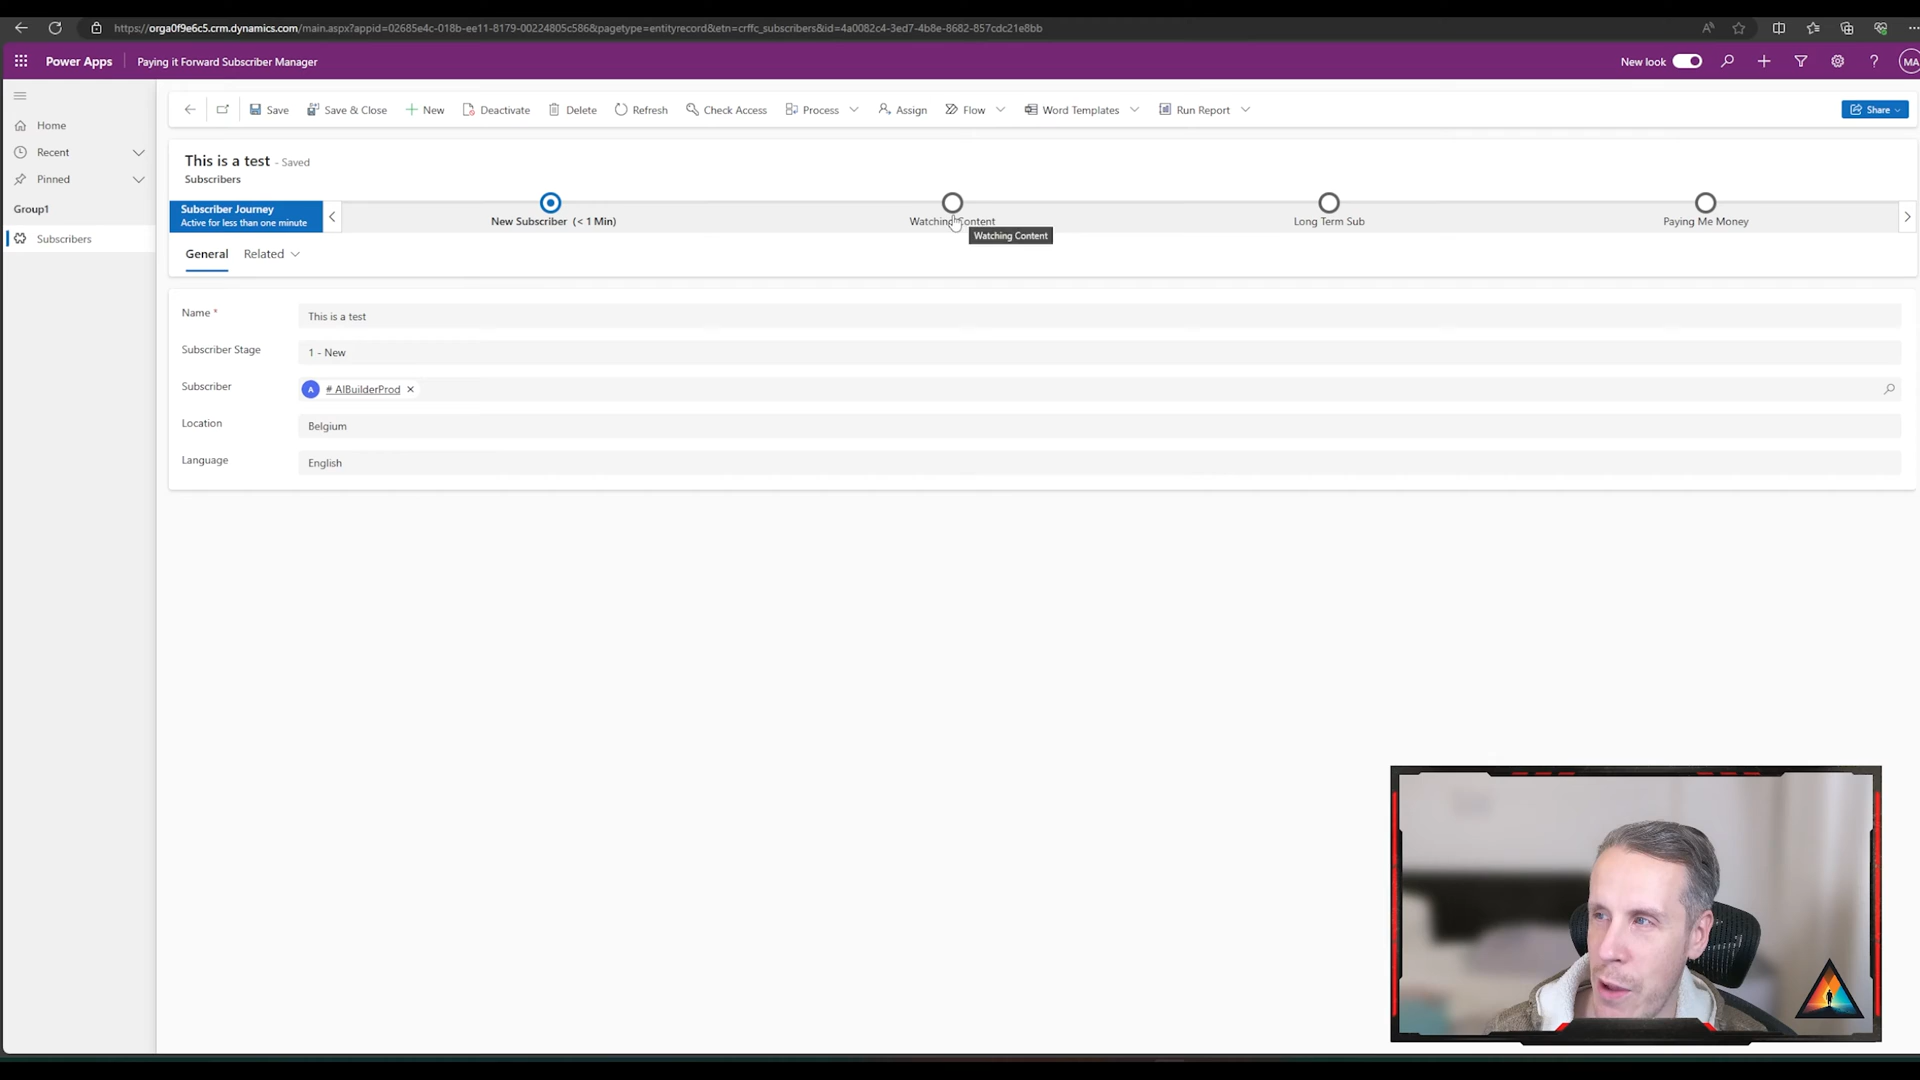 https://orga0f9e6c5.crm.dynamics.com/main.aspx?appid=02685e4c-018b-ee11-8179-00224805c586&pagetype=entityrecord&etn=crffc_subscribers&id=4a0082c4-3ed7-4b8e-8682-857cdc21e8bb
Power Apps Paying it Forward Subscriber Manager New look ? MA
Save Save & Close New Deactivate Delete Refresh Check Access Process Assign Flow Word Templates Run Report Share
Home
Recent
Pinned
Group1
Subscribers
This is a test - Saved
Subscribers
Subscriber Journey
Active for less than one minute
New Subscriber (< 1 Min) Watching Content Long Term Sub Paying Me Money
Watching Content
General Related
Name * This is a test
Subscriber Stage 1 - New
Subscriber A # AIBuilderProd
Location Belgium
Language English